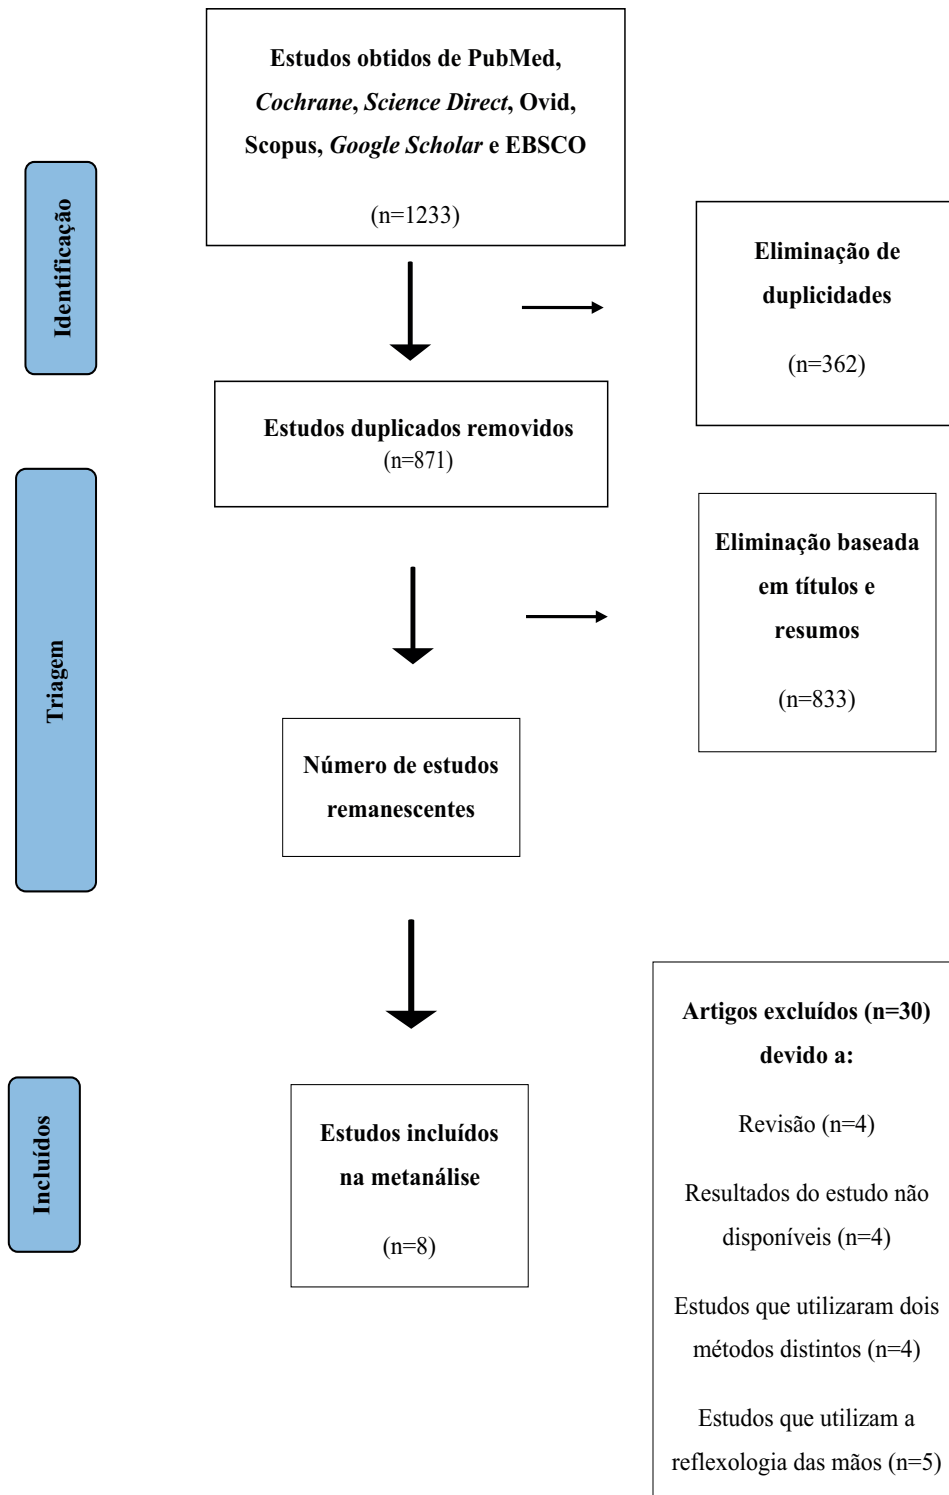 Estudos obtidos de PubMed,
Cochrane, Science Direct, Ovid,
Scopus, Google Scholar e EBSCO
(n=1233)
Identificação
Eliminação de
duplicidades
(n=362)
Estudos duplicados removidos
(n=871)
Triagem
Eliminação baseada
em títulos e
resumos
(n=833)
Número de estudos
remanescentes
Incluídos
Estudos incluídos
na metanálise
(n=8)
Artigos excluídos (n=30)
devido a:
Revisão (n=4)
Resultados do estudo não
disponíveis (n=4)
Estudos que utilizaram dois
métodos distintos (n=4)
Estudos que utilizam a
reflexologia das mãos (n=5)